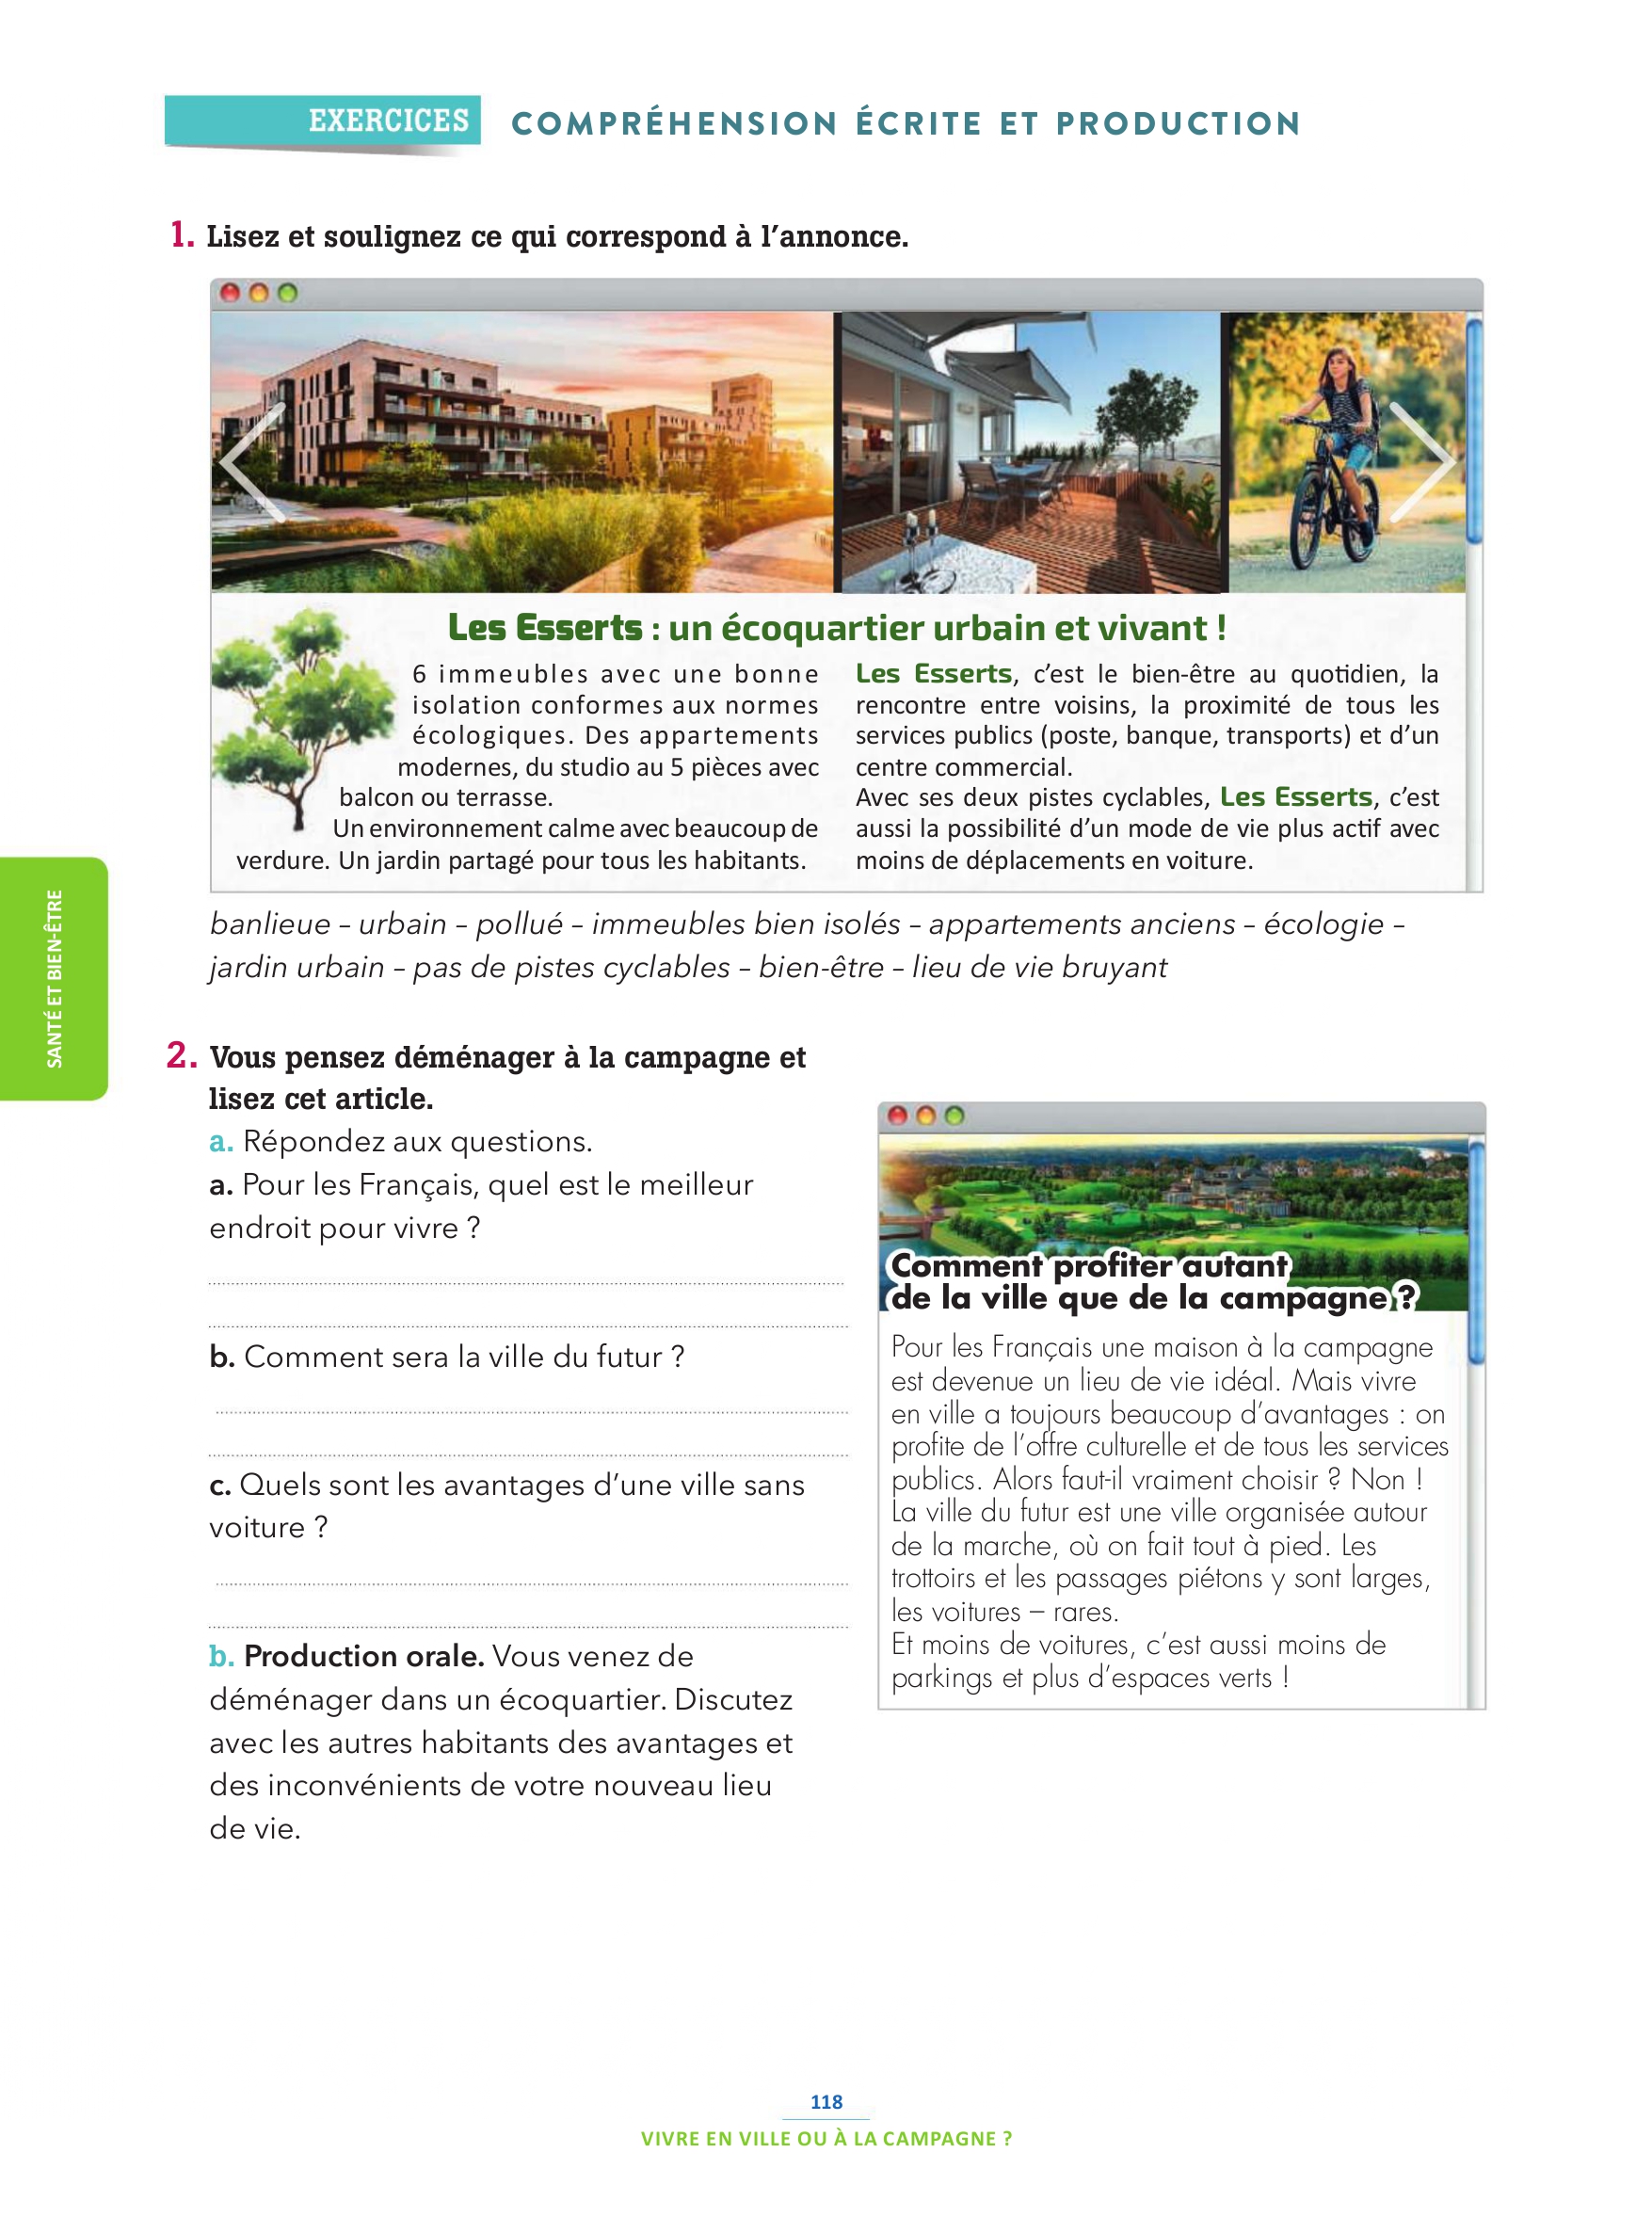 EXERCICES COMPRÉHENSION ÉCRITE ET PRODUCTION
1. Lisez et soulignez ce qui correspond à l’annonce.
Les Esserts : un écoquartier urbain et vivant !
6 immeubles avec une bonne
isolation conformes aux normes
écologiques. Des appartements
modernes, du studio au 5 pièces avec
balcon ou terrasse.
Un environnement calme avec beaucoup de
verdure. Un jardin partagé pour tous les habitants.
Les Esserts, c’est le bien-être au quotidien, la
rencontre entre voisins, la proximité de tous les
services publics (poste, banque, transports) et d’un
centre commercial.
Avec ses deux pistes cyclables, Les Esserts, c’est
aussi la possibilité d’un mode de vie plus actif avec
moins de déplacements en voiture.
banlieue – urbain – pollué – immeubles bien isolés – appartements anciens – écologie –
jardin urbain – pas de pistes cyclables – bien-être – lieu de vie bruyant
SANTÉ ET BIEN-ÊTRE
2. Vous pensez déménager à la campagne et
lisez cet article.
a. Répondez aux questions.
a. Pour les Français, quel est le meilleur
endroit pour vivre ?
b. Comment sera la ville du futur ?
c. Quels sont les avantages d’une ville sans
voiture ?
b. Production orale. Vous venez de
déménager dans un écoquartier. Discutez
avec les autres habitants des avantages et
des inconvénients de votre nouveau lieu
de vie.
Comment profiter autant
de la ville que de la campagne ?
Pour les Français une maison à la campagne
est devenue un lieu de vie idéal. Mais vivre
en ville a toujours beaucoup d’avantages : on
profite de l’offre culturelle et de tous les services
publics. Alors faut-il vraiment choisir ? Non !
La ville du futur est une ville organisée autour
de la marche, où on fait tout à pied. Les
trottoirs et les passages piétons y sont larges,
les voitures – rares.
Et moins de voitures, c’est aussi moins de
parkings et plus d’espaces verts !
118
VIVRE EN VILLE OU À LA CAMPAGNE ?